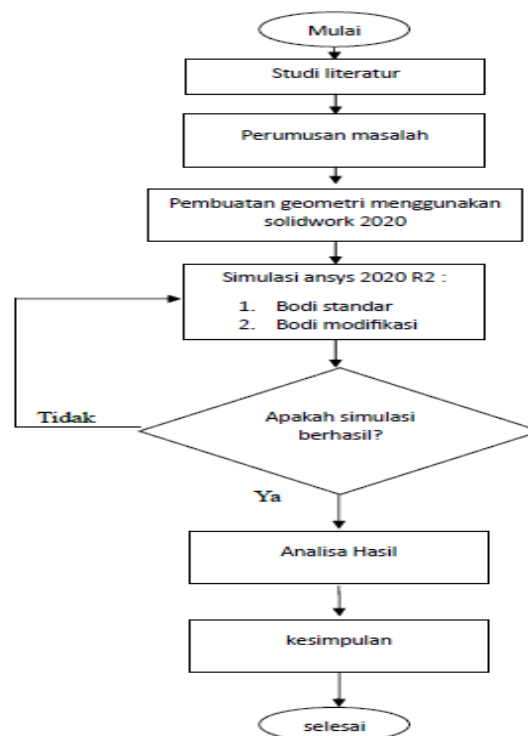 Mulai
Studi literatur
Perumusan masalah
Pembuatan geometri menggunakan
solidwork 2020
Simulasi ansys 2020 R2 :
1. Bodi standar
2. Bodi modifikasi
Tidak
Apakah simulasi
berhasil?
Ya
Analisa Hasil
kesimpulan
selesai